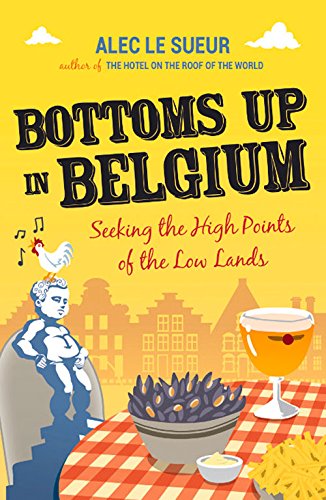 ALEC LE SUEUR
author of THE HOTEL ON THE ROOF OF THE WORLD
BOTTOMS UP
IN BELGIUM
Seeking the High Points
of the Low Lands